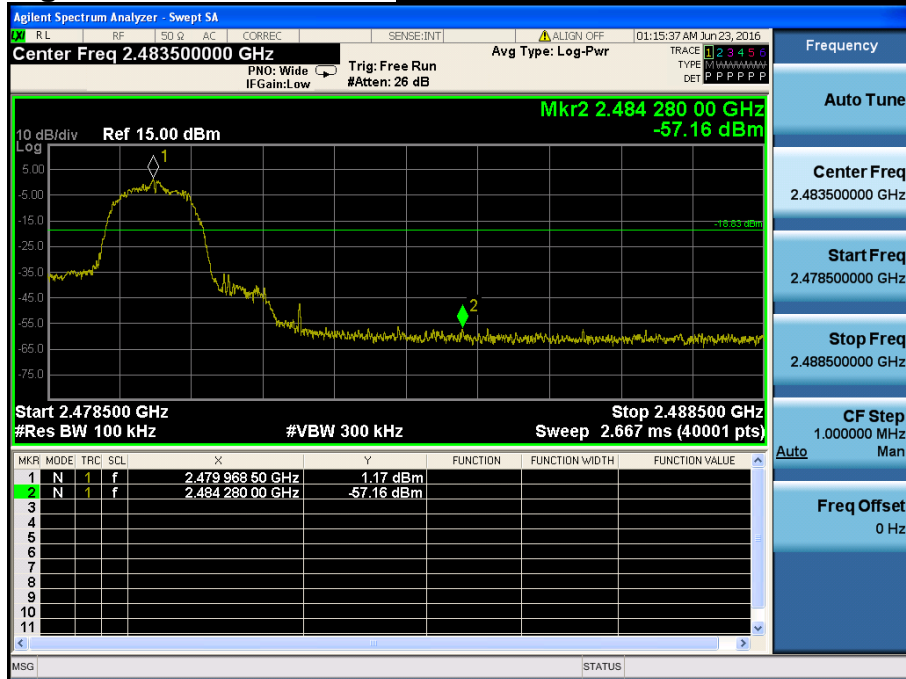 Agilent Spectrum Analyzer - Swept SA
LXI RL RF 50 Ω AC CORREC SENSE:INT ALIGN OFF 01:15:37 AM Jun 23, 2016
Center Freq 2.483500000 GHz
PNO: Wide
IFGain:Low
Trig: Free Run
#Atten: 26 dB
Avg Type: Log-Pwr
TRACE 1 2 3 4 5 6
TYPE M W W W W W
DET P P P P P P
Mkr2 2.484 280 00 GHz
-57.16 dBm
10 dB/div Ref 15.00 dBm
Log
1
5.00
-5.00
-15.0
-18.83 dBm
-25.0
-35.0
-45.0
2
-55.0
-65.0
-75.0
Start 2.478500 GHz Stop 2.488500 GHz
#Res BW 100 kHz #VBW 300 kHz Sweep 2.667 ms (40001 pts)
MKR MODE TRC SCL X Y FUNCTION FUNCTION WIDTH FUNCTION VALUE
1 N 1 f 2.479 968 50 GHz 1.17 dBm
2 N 1 f 2.484 280 00 GHz -57.16 dBm
3
4
5
6
7
8
9
10
11
MSG STATUS
Frequency
Auto Tune
Center Freq
2.483500000 GHz
Start Freq
2.478500000 GHz
Stop Freq
2.488500000 GHz
CF Step
1.000000 MHz
Auto Man
Freq Offset
0 Hz